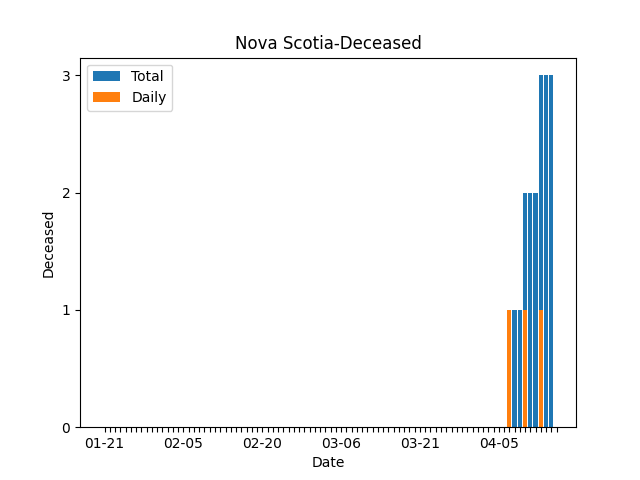 Nova Scotia-Deceased
Total
Daily
3
2
1
0
Deceased
01-21 02-05 02-20 03-06 03-21 04-05
Date